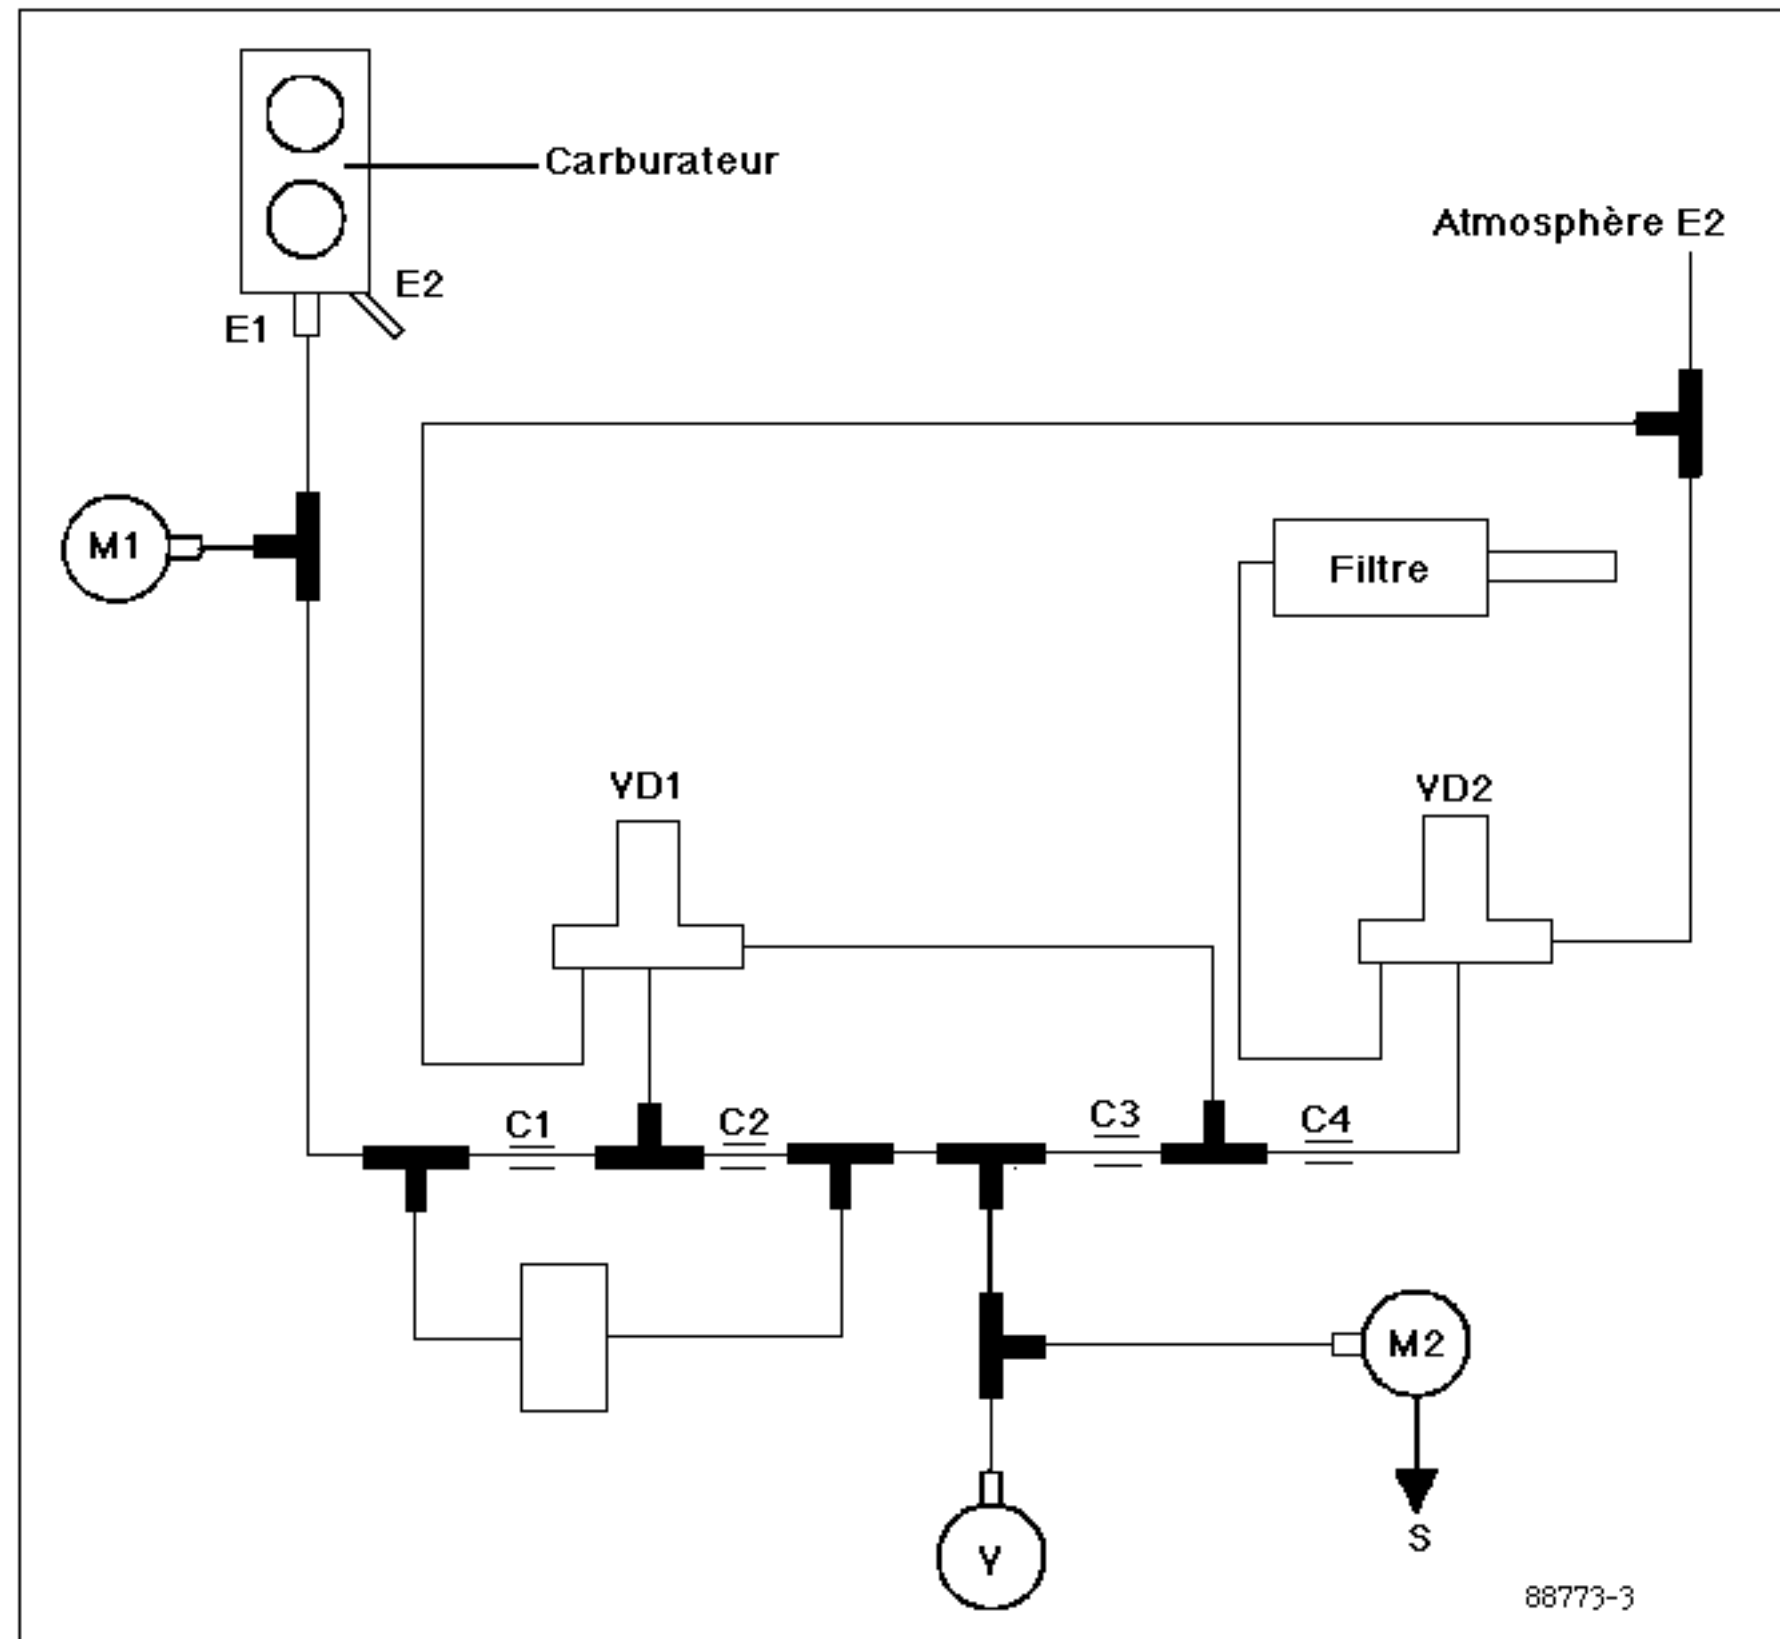 Carburateur
Atmosphère E2
E2
E1
M1
Filtre
VD1
VD2
C1
C2
C3
C4
M2
S
V
88773-3